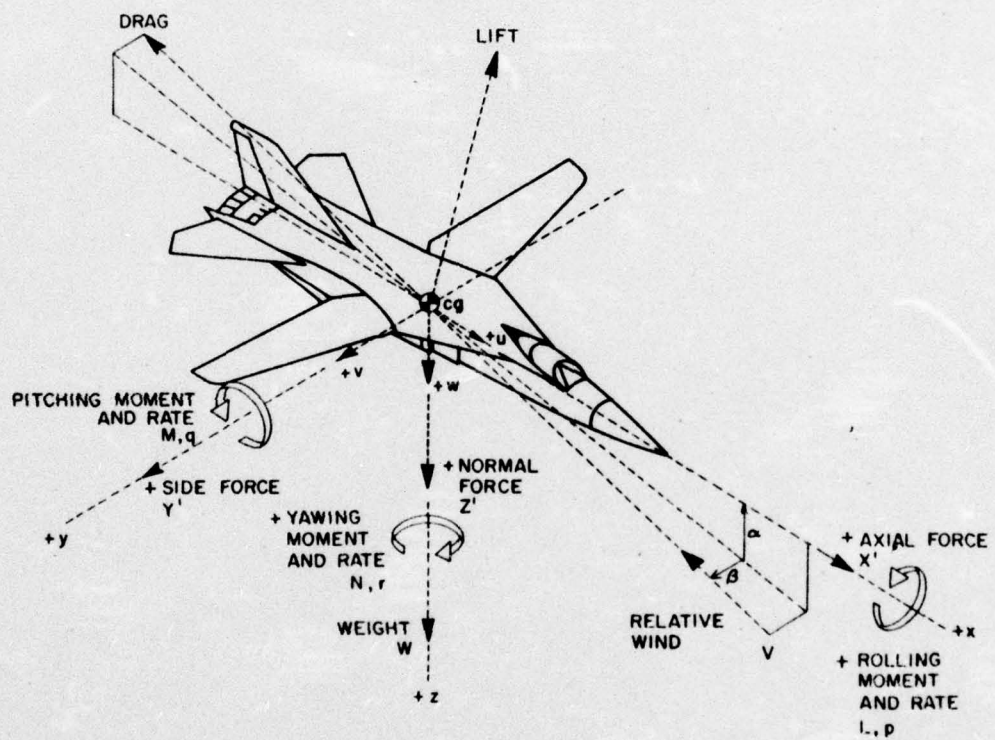 DRAG
LIFT
cg
+u
+v
+w
PITCHING MOMENT
AND RATE
M,q
+ SIDE FORCE
Y'
+y
+ NORMAL
FORCE
Z'
+ YAWING
MOMENT
AND RATE
N,r
WEIGHT
W
+z
α
β
RELATIVE
WIND
V
+ AXIAL FORCE
X'
+x
+ ROLLING
MOMENT
AND RATE
L,p